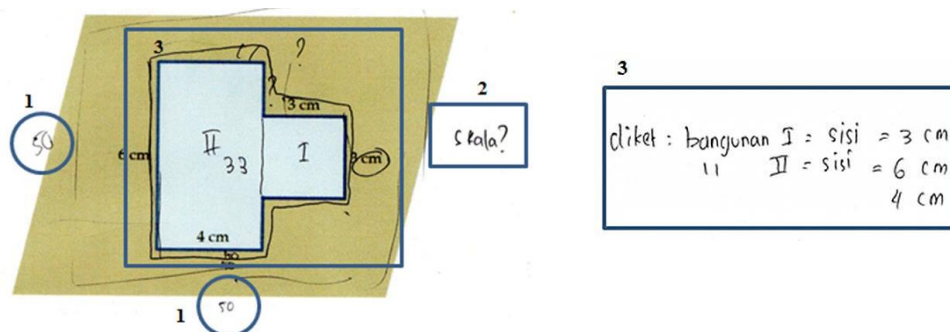 3
?
1
50
6 cm
II
33
3 cm
I
3 cm
4 cm
50
1
50
2
skala?
3
diket : bangunan I = sisi = 3 cm
" II = sisi = 6 cm
4 cm